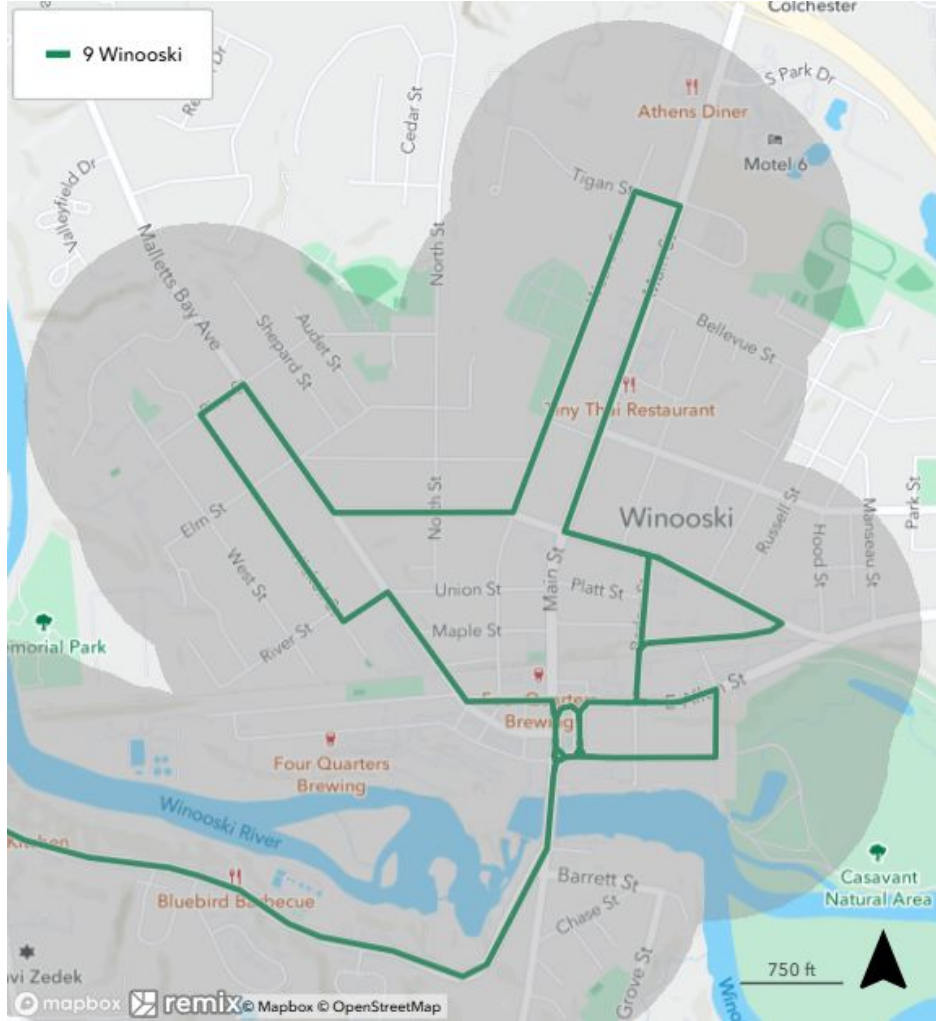 9 Winooski
Colchester
S Park Dr
Athens Diner
Motel 6
Cedar St
Valleyfield Dr
Tigan St
Malletts Bay Ave
North St
Shepard St
Audet St
Bellevue St
Tiny Thai Restaurant
Elm St
North St
Winooski
Russell St
Hood St
Manseau St
Park St
West St
Union St
Main St
Platt St
Maple St
River St
E Allen St
Four Quarters
Brewing
Four Quarters
Brewing
Winooski River
Kitchen
Bluebird Barbecue
Barrett St
Chase St
Casavant
Natural Area
Grove St
750 ft
mapbox remix © Mapbox © OpenStreetMap